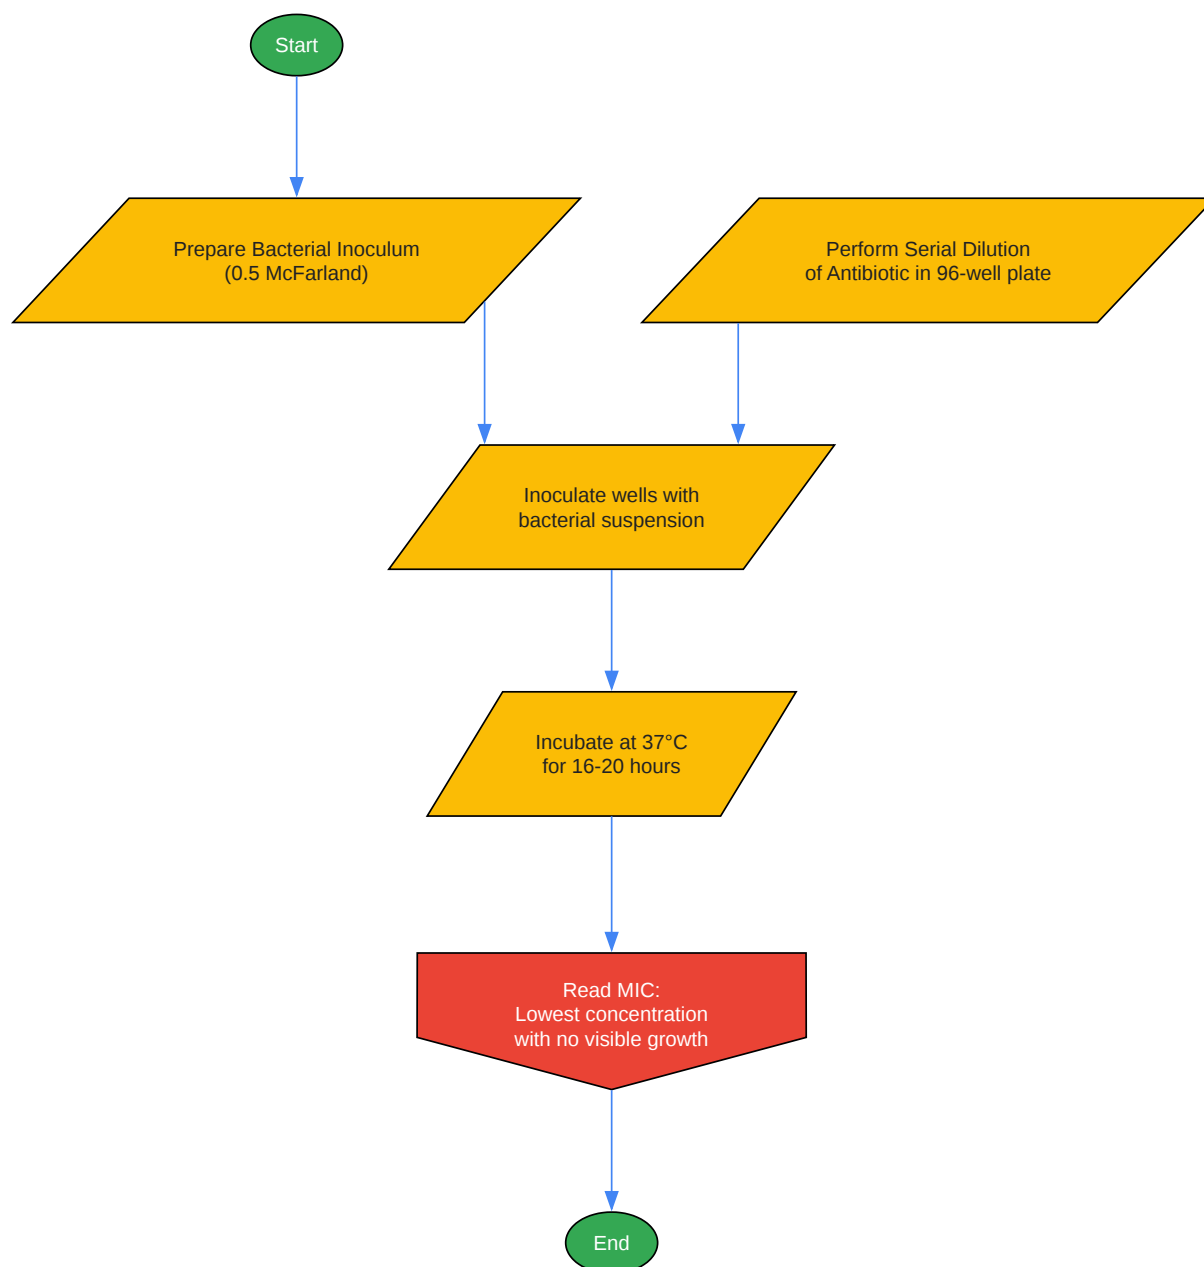 Start
Prepare Bacterial Inoculum
(0.5 McFarland)
Perform Serial Dilution
of Antibiotic in 96-well plate
Inoculate wells with
bacterial suspension
Incubate at 37°C
for 16-20 hours
Read MIC:
Lowest concentration
with no visible growth
End